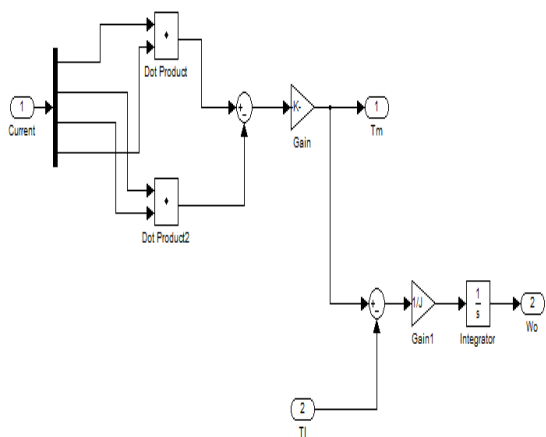 Dot Product
1
Current
+
-
K-
Gain
1
Tm
Dot Product2
+
-
1/J
Gain1
1
s
Integrator
2
Wo
2
Tl